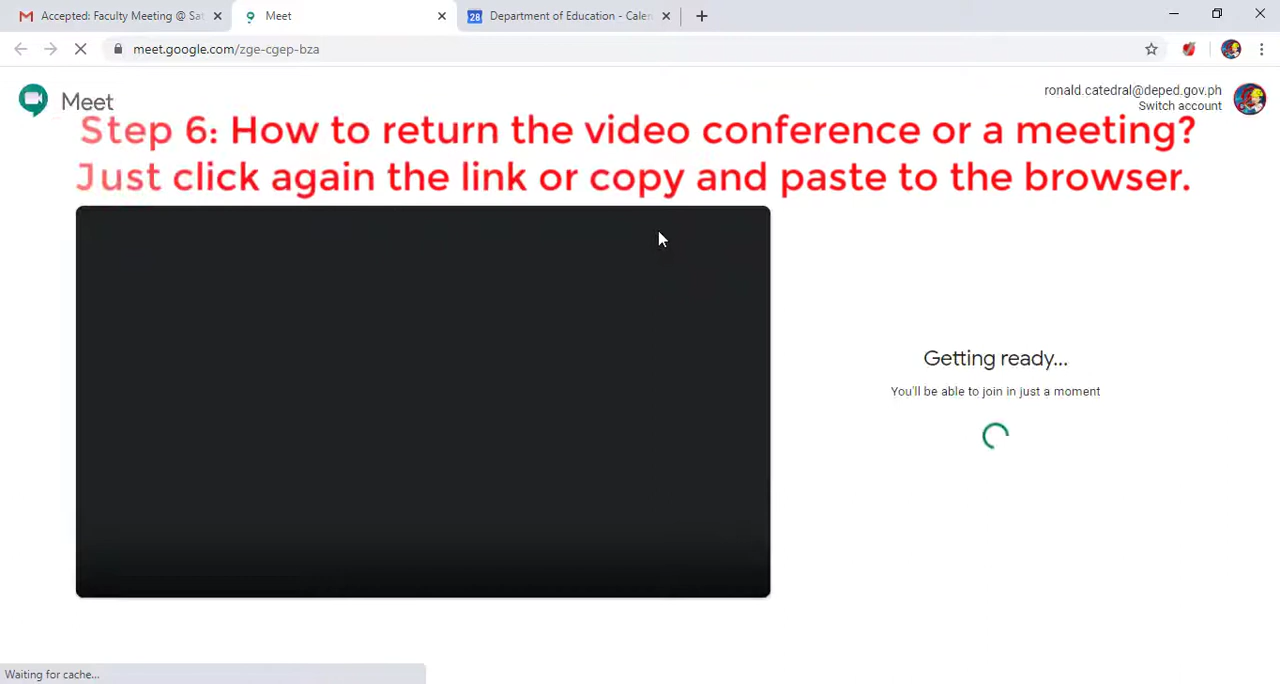 Accepted: Faculty Meeting @ Sat
Meet
Department of Education - Calen
meet.google.com/zge-cgep-bza
Meet
ronald.catedral@deped.gov.ph
Switch account
Step 6: How to return the video conference or a meeting?
Just click again the link or copy and paste to the browser.
Getting ready...
You'll be able to join in just a moment
Waiting for cache...
28